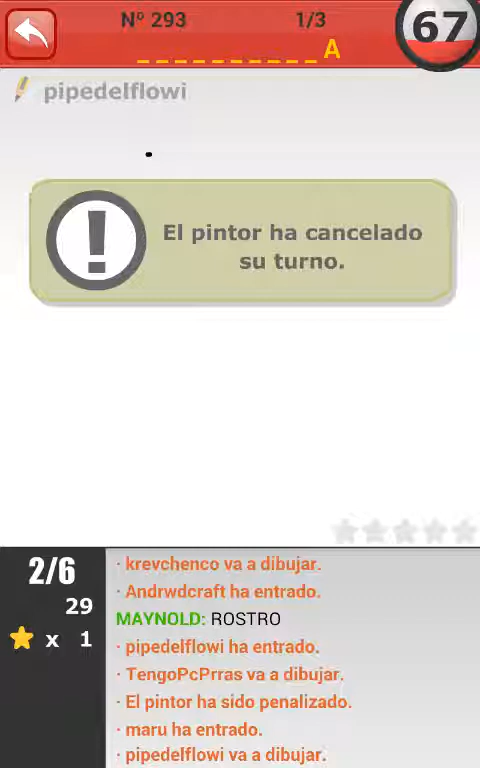 Nº 293 1/3 67
_ _ _ _ _ _ _ _ _ _ A
pipedelflowi
El pintor ha cancelado
su turno.
2/6
29
x 1
· krevchenco va a dibujar.
· Andrwdcraft ha entrado.
MAYNOLD: ROSTRO
· pipedelflowi ha entrado.
· TengoPcPrras va a dibujar.
· El pintor ha sido penalizado.
· maru ha entrado.
· pipedelflowi va a dibujar.